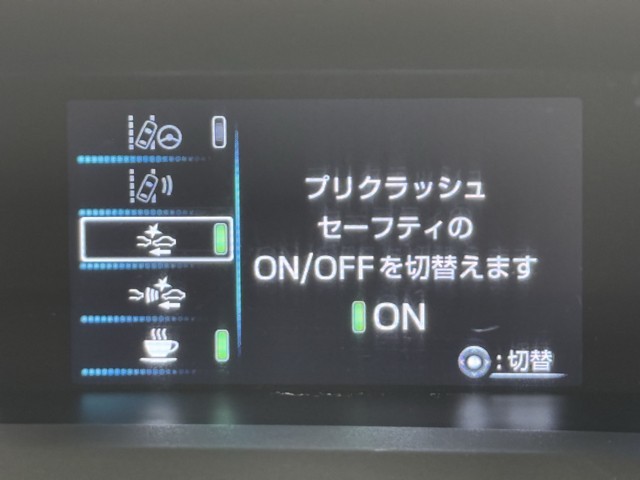 プリクラッシュ
セーフティの
ON/OFFを切替えます
ON
:切替